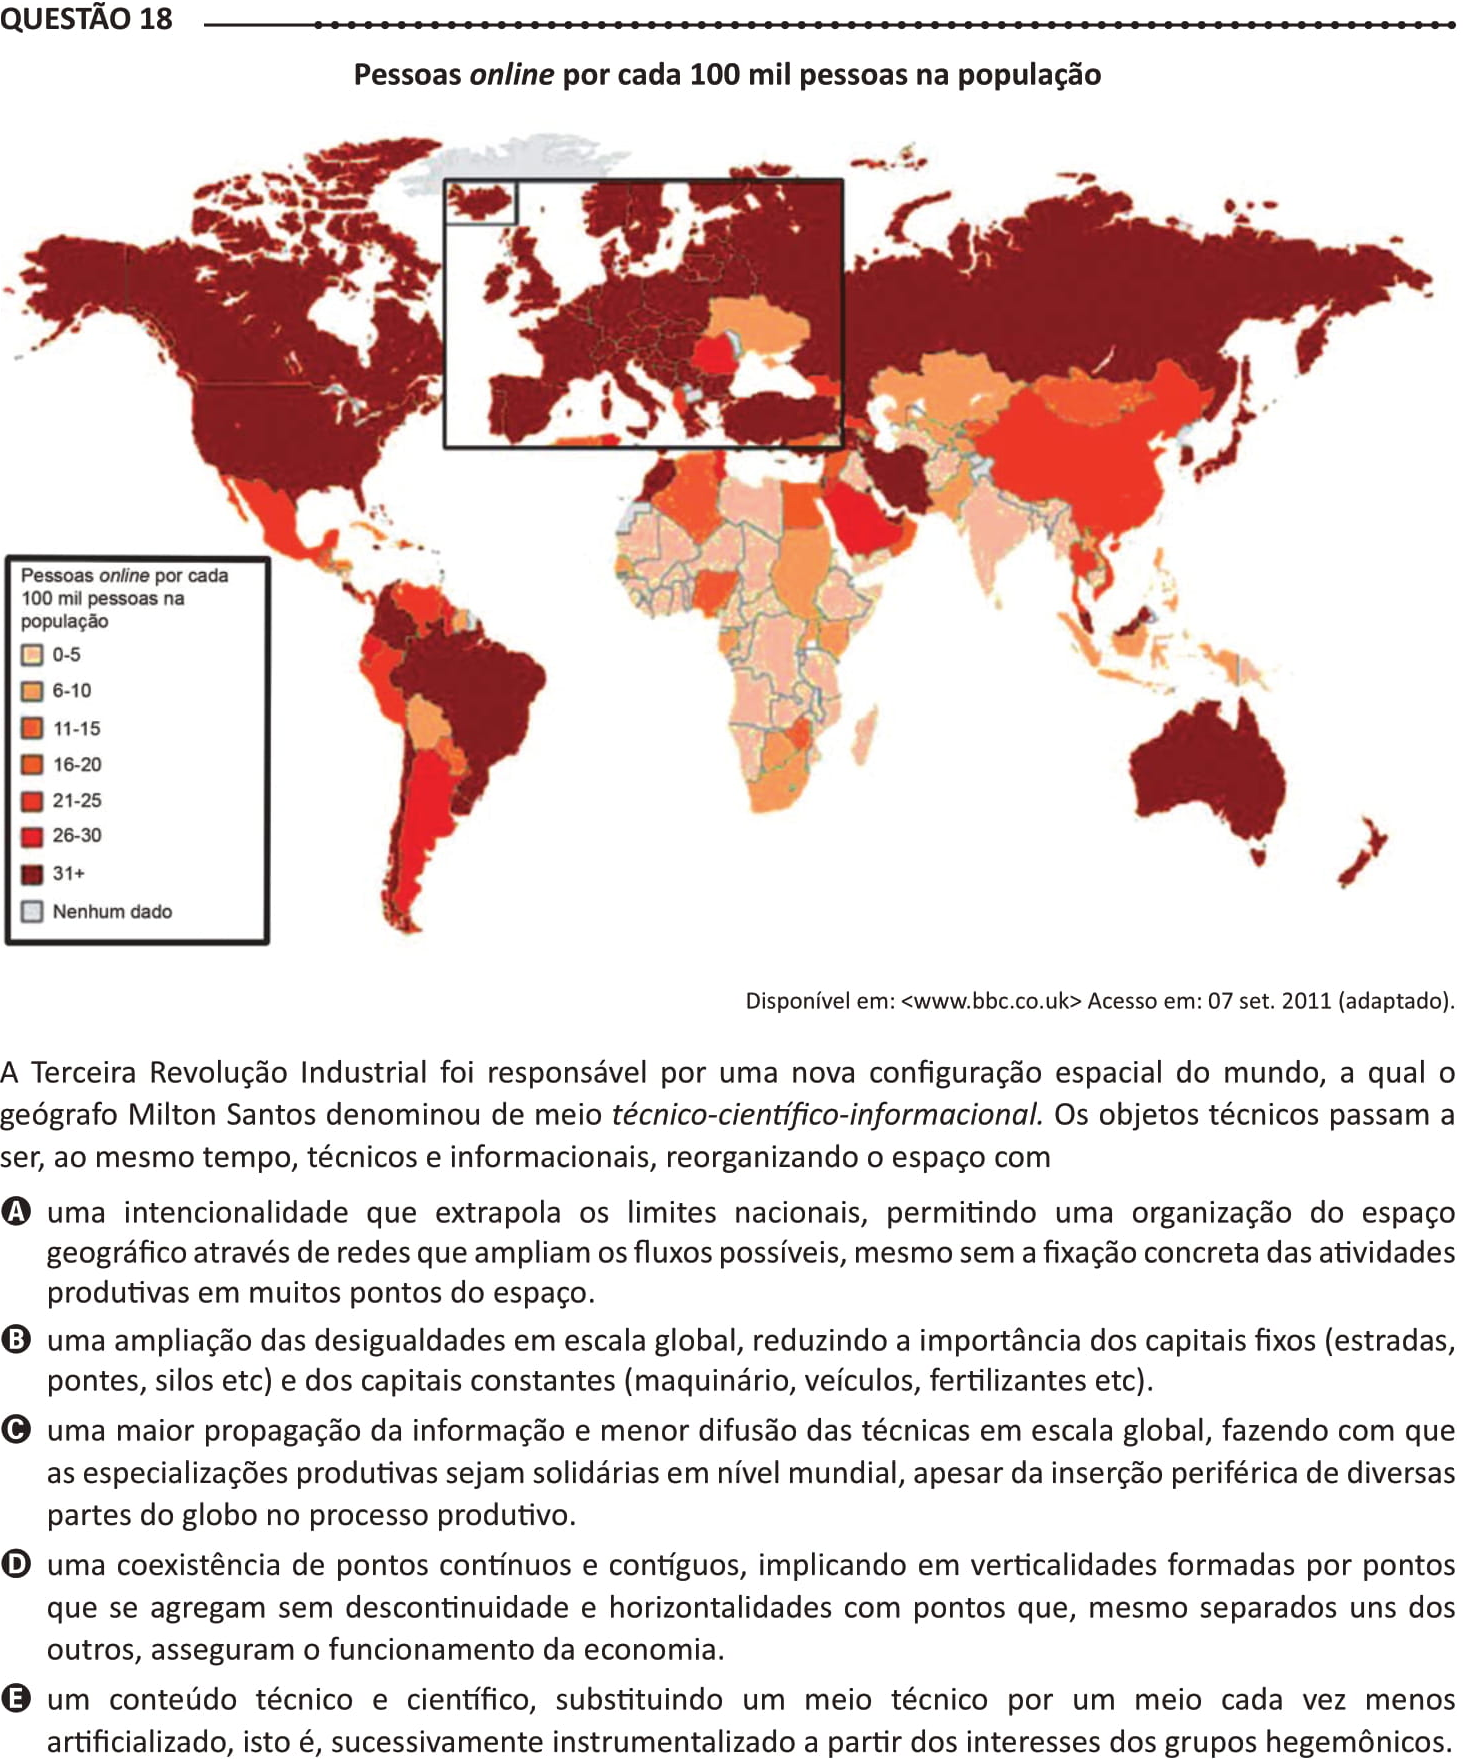 QUESTÃO 18
Pessoas online por cada 100 mil pessoas na população
Pessoas online por cada
100 mil pessoas na
população
0-5
6-10
11-15
16-20
21-25
26-30
31+
Nenhum dado
Disponível em: <www.bbc.co.uk> Acesso em: 07 set. 2011 (adaptado).
A Terceira Revolução Industrial foi responsável por uma nova configuração espacial do mundo, a qual o
geógrafo Milton Santos denominou de meio técnico-científico-informacional. Os objetos técnicos passam a
ser, ao mesmo tempo, técnicos e informacionais, reorganizando o espaço com
A uma intencionalidade que extrapola os limites nacionais, permitindo uma organização do espaço
geográfico através de redes que ampliam os fluxos possíveis, mesmo sem a fixação concreta das atividades
produtivas em muitos pontos do espaço.
B uma ampliação das desigualdades em escala global, reduzindo a importância dos capitais fixos (estradas,
pontes, silos etc) e dos capitais constantes (maquinário, veículos, fertilizantes etc).
C uma maior propagação da informação e menor difusão das técnicas em escala global, fazendo com que
as especializações produtivas sejam solidárias em nível mundial, apesar da inserção periférica de diversas
partes do globo no processo produtivo.
D uma coexistência de pontos contínuos e contíguos, implicando em verticalidades formadas por pontos
que se agregam sem descontinuidade e horizontalidades com pontos que, mesmo separados uns dos
outros, asseguram o funcionamento da economia.
E um conteúdo técnico e científico, substituindo um meio técnico por um meio cada vez menos
artificializado, isto é, sucessivamente instrumentalizado a partir dos interesses dos grupos hegemônicos.